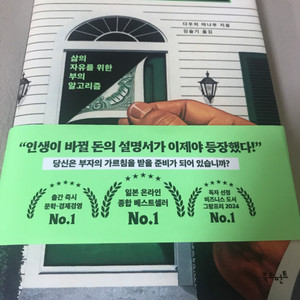 다우치 마나부 지음
김슬기 옮김
삶의
자유를 위한
부의
알고리즘
“인생이 바뀔 돈의 설명서가 이제야 등장했다!”
당신은 부자의 가르침을 받을 준비가 되어 있습니까?
출간 즉시
문학·경제경영
No.1
일본 온라인
종합 베스트셀러
No.1
독자 선정
비즈니스 도서
그랑프리 2024
No.1